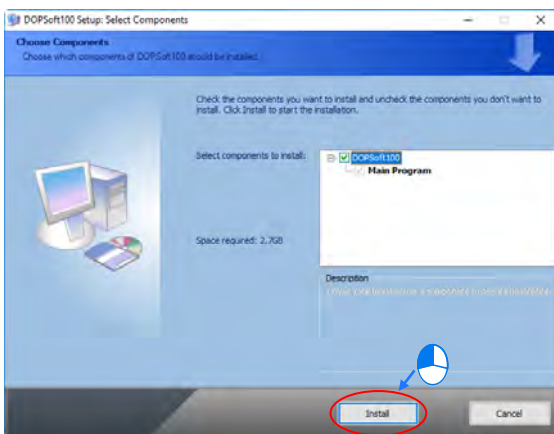 DOPSoft100 Setup: Select Components
Choose Components
Choose which components of DOPSoft100 should be installed.
Check the components you want to install and uncheck the components you don't want to
install. Click Install to start the installation.
Select components to install:
DOPSoft100
Main Program
Space required: 2.7GB
Description
Install
Cancel